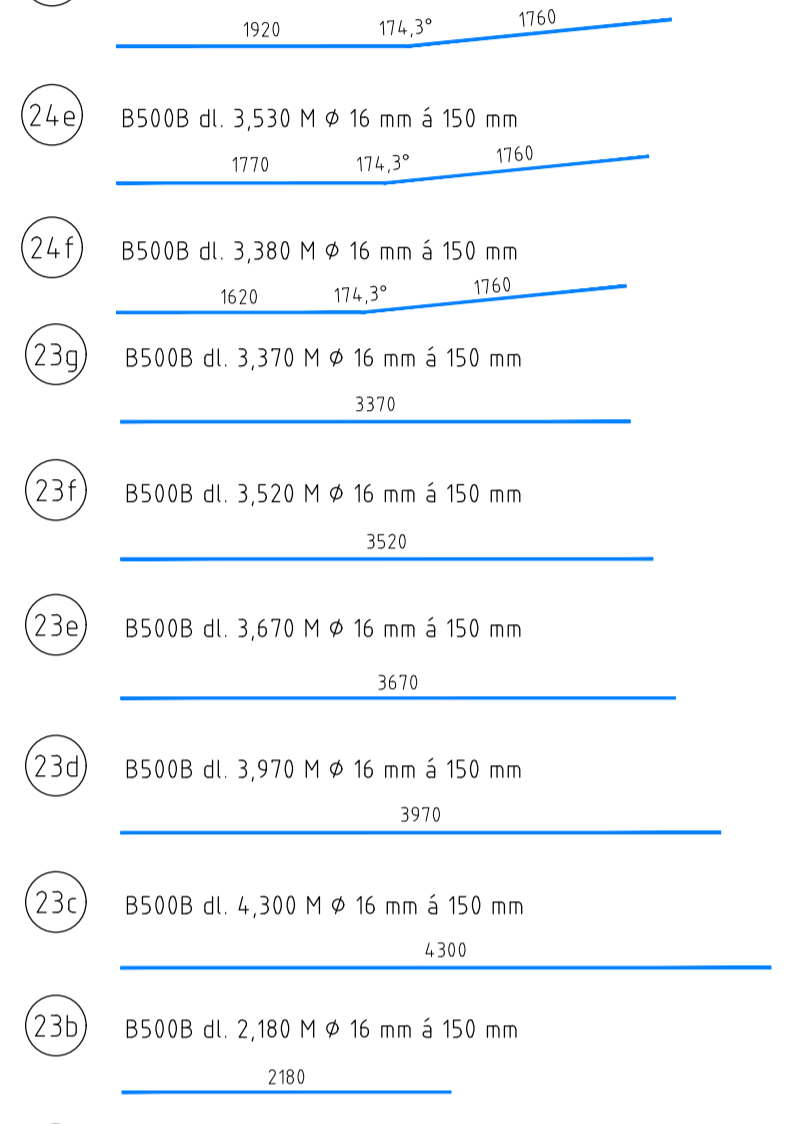 1920 174,3° 1760
24e B500B dl. 3,530 M Ø 16 mm á 150 mm
1770 174,3° 1760
24f B500B dl. 3,380 M Ø 16 mm á 150 mm
1620 174,3° 1760
23g B500B dl. 3,370 M Ø 16 mm á 150 mm
3370
23f B500B dl. 3,520 M Ø 16 mm á 150 mm
3520
23e B500B dl. 3,670 M Ø 16 mm á 150 mm
3670
23d B500B dl. 3,970 M Ø 16 mm á 150 mm
3970
23c B500B dl. 4,300 M Ø 16 mm á 150 mm
4300
23b B500B dl. 2,180 M Ø 16 mm á 150 mm
2180